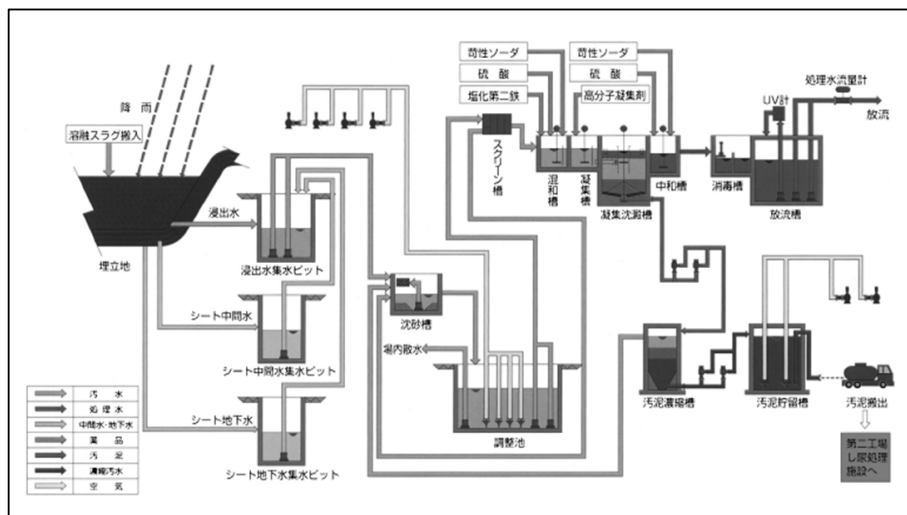 降雨
溶融スラグ搬入
浸出水
埋立地
浸出水集水ピット
シート中間水
シート中間水集水ピット
シート地下水
シート地下水集水ピット
汚水
処理水
中間水・地下水
薬品
汚泥
濃縮汚水
空気
沈砂槽
場内散水
調整池
苛性ソーダ
硫酸
塩化第二鉄
苛性ソーダ
硫酸
高分子凝集剤
スクリーン槽
混和槽
凝集槽
凝集沈澱槽
中和槽
消毒槽
UV計
処理水流量計
放流
放流槽
汚泥濃縮槽
汚泥貯留槽
汚泥搬出
第二工場
し尿処理
施設へ